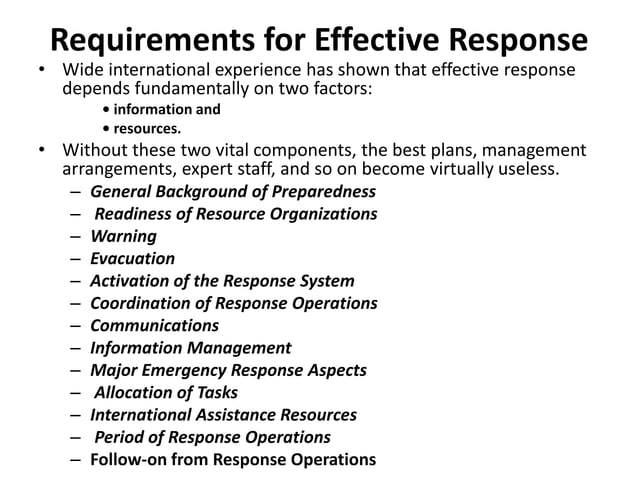 Requirements for Effective Response
• Wide international experience has shown that effective response
depends fundamentally on two factors:
• information and
• resources.
• Without these two vital components, the best plans, management
arrangements, expert staff, and so on become virtually useless.
– General Background of Preparedness
– Readiness of Resource Organizations
– Warning
– Evacuation
– Activation of the Response System
– Coordination of Response Operations
– Communications
– Information Management
– Major Emergency Response Aspects
– Allocation of Tasks
– International Assistance Resources
– Period of Response Operations
– Follow-on from Response Operations